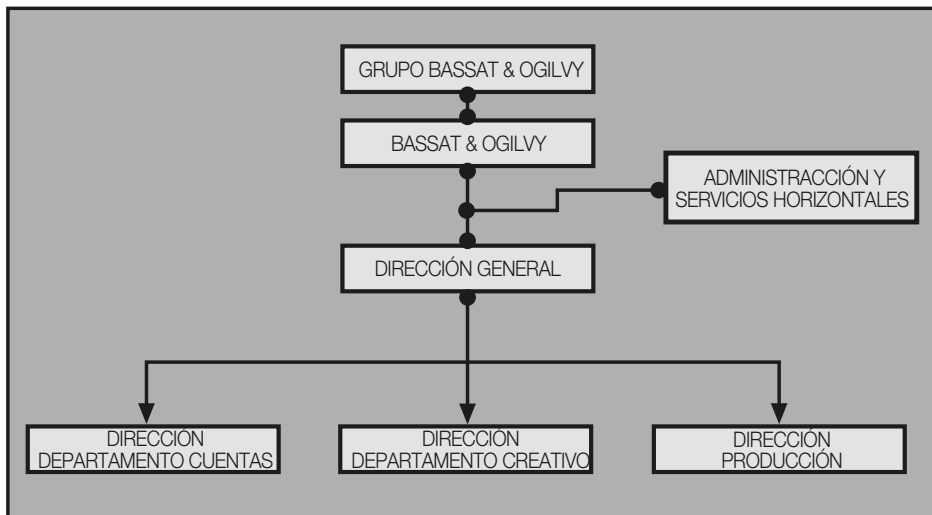 GRUPO BASSAT & OGILVY
BASSAT & OGILVY
ADMINISTRACCIÓN Y
SERVICIOS HORIZONTALES
DIRECCIÓN GENERAL
DIRECCIÓN
DEPARTAMENTO CUENTAS
DIRECCIÓN
DEPARTAMENTO CREATIVO
DIRECCIÓN
PRODUCCIÓN